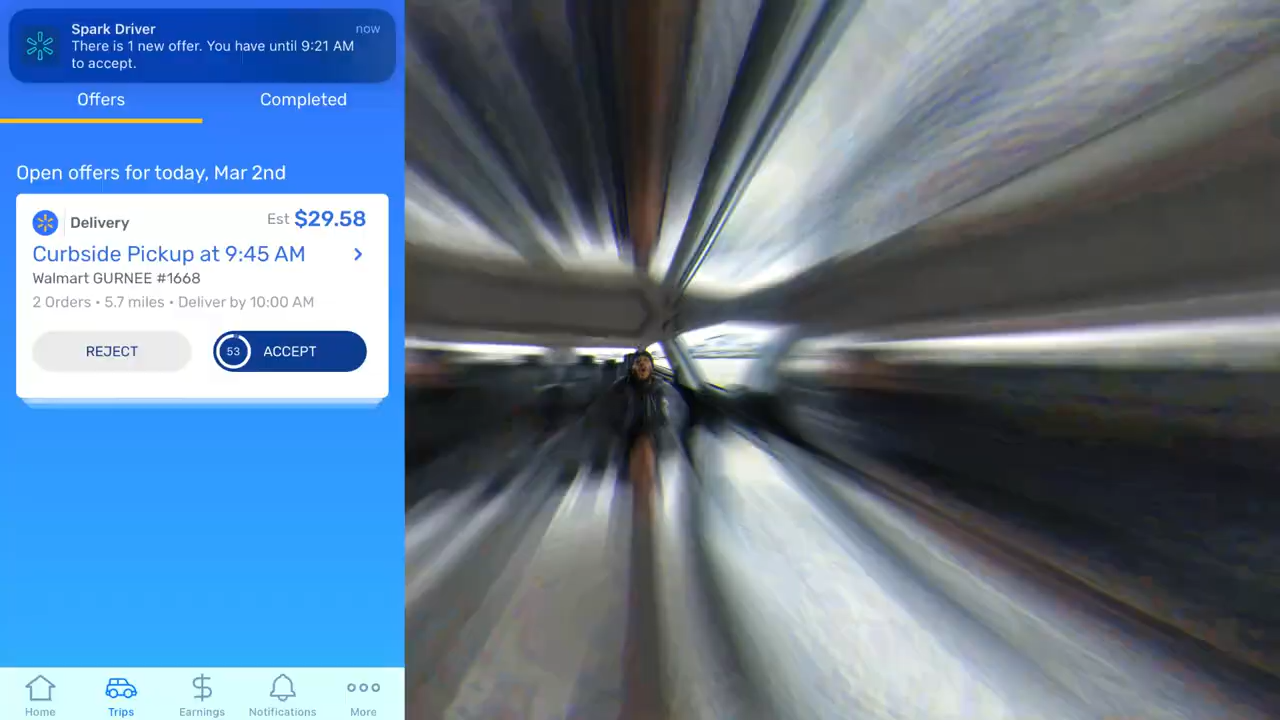 Spark Driver
now
There is 1 new offer. You have until 9:21 AM
to accept.
Offers
Completed
Open offers for today, Mar 2nd
Delivery
Est $29.58
Curbside Pickup at 9:45 AM
Walmart GURNEE #1668
2 Orders • 5.7 miles • Deliver by 10:00 AM
REJECT
53 ACCEPT
Home
Trips
Earnings
Notifications
More